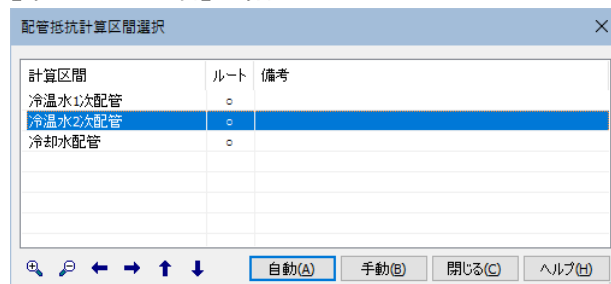 配管抵抗計算区間選択
計算区間 ルート 備考
冷温水1次配管 ○
冷温水2次配管 ○
冷却水配管 ○
自動(A) 手動(B) 閉じる(C) ヘルプ(H)